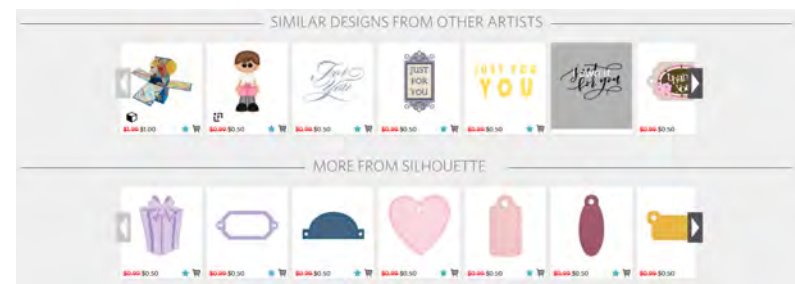 SIMILAR DESIGNS FROM OTHER ARTISTS
You
JUST
FOR
YOU
YOU
for you
$1.99 $1.00
$0.99 $0.50
$0.99 $0.50
$0.99 $0.50
$0.99 $0.50
$0.99 $0.50
MORE FROM SILHOUETTE
$0.99 $0.50
$0.99 $0.50
$0.99 $0.50
$0.99 $0.50
$0.99 $0.50
$0.99 $0.50
$0.99 $0.50